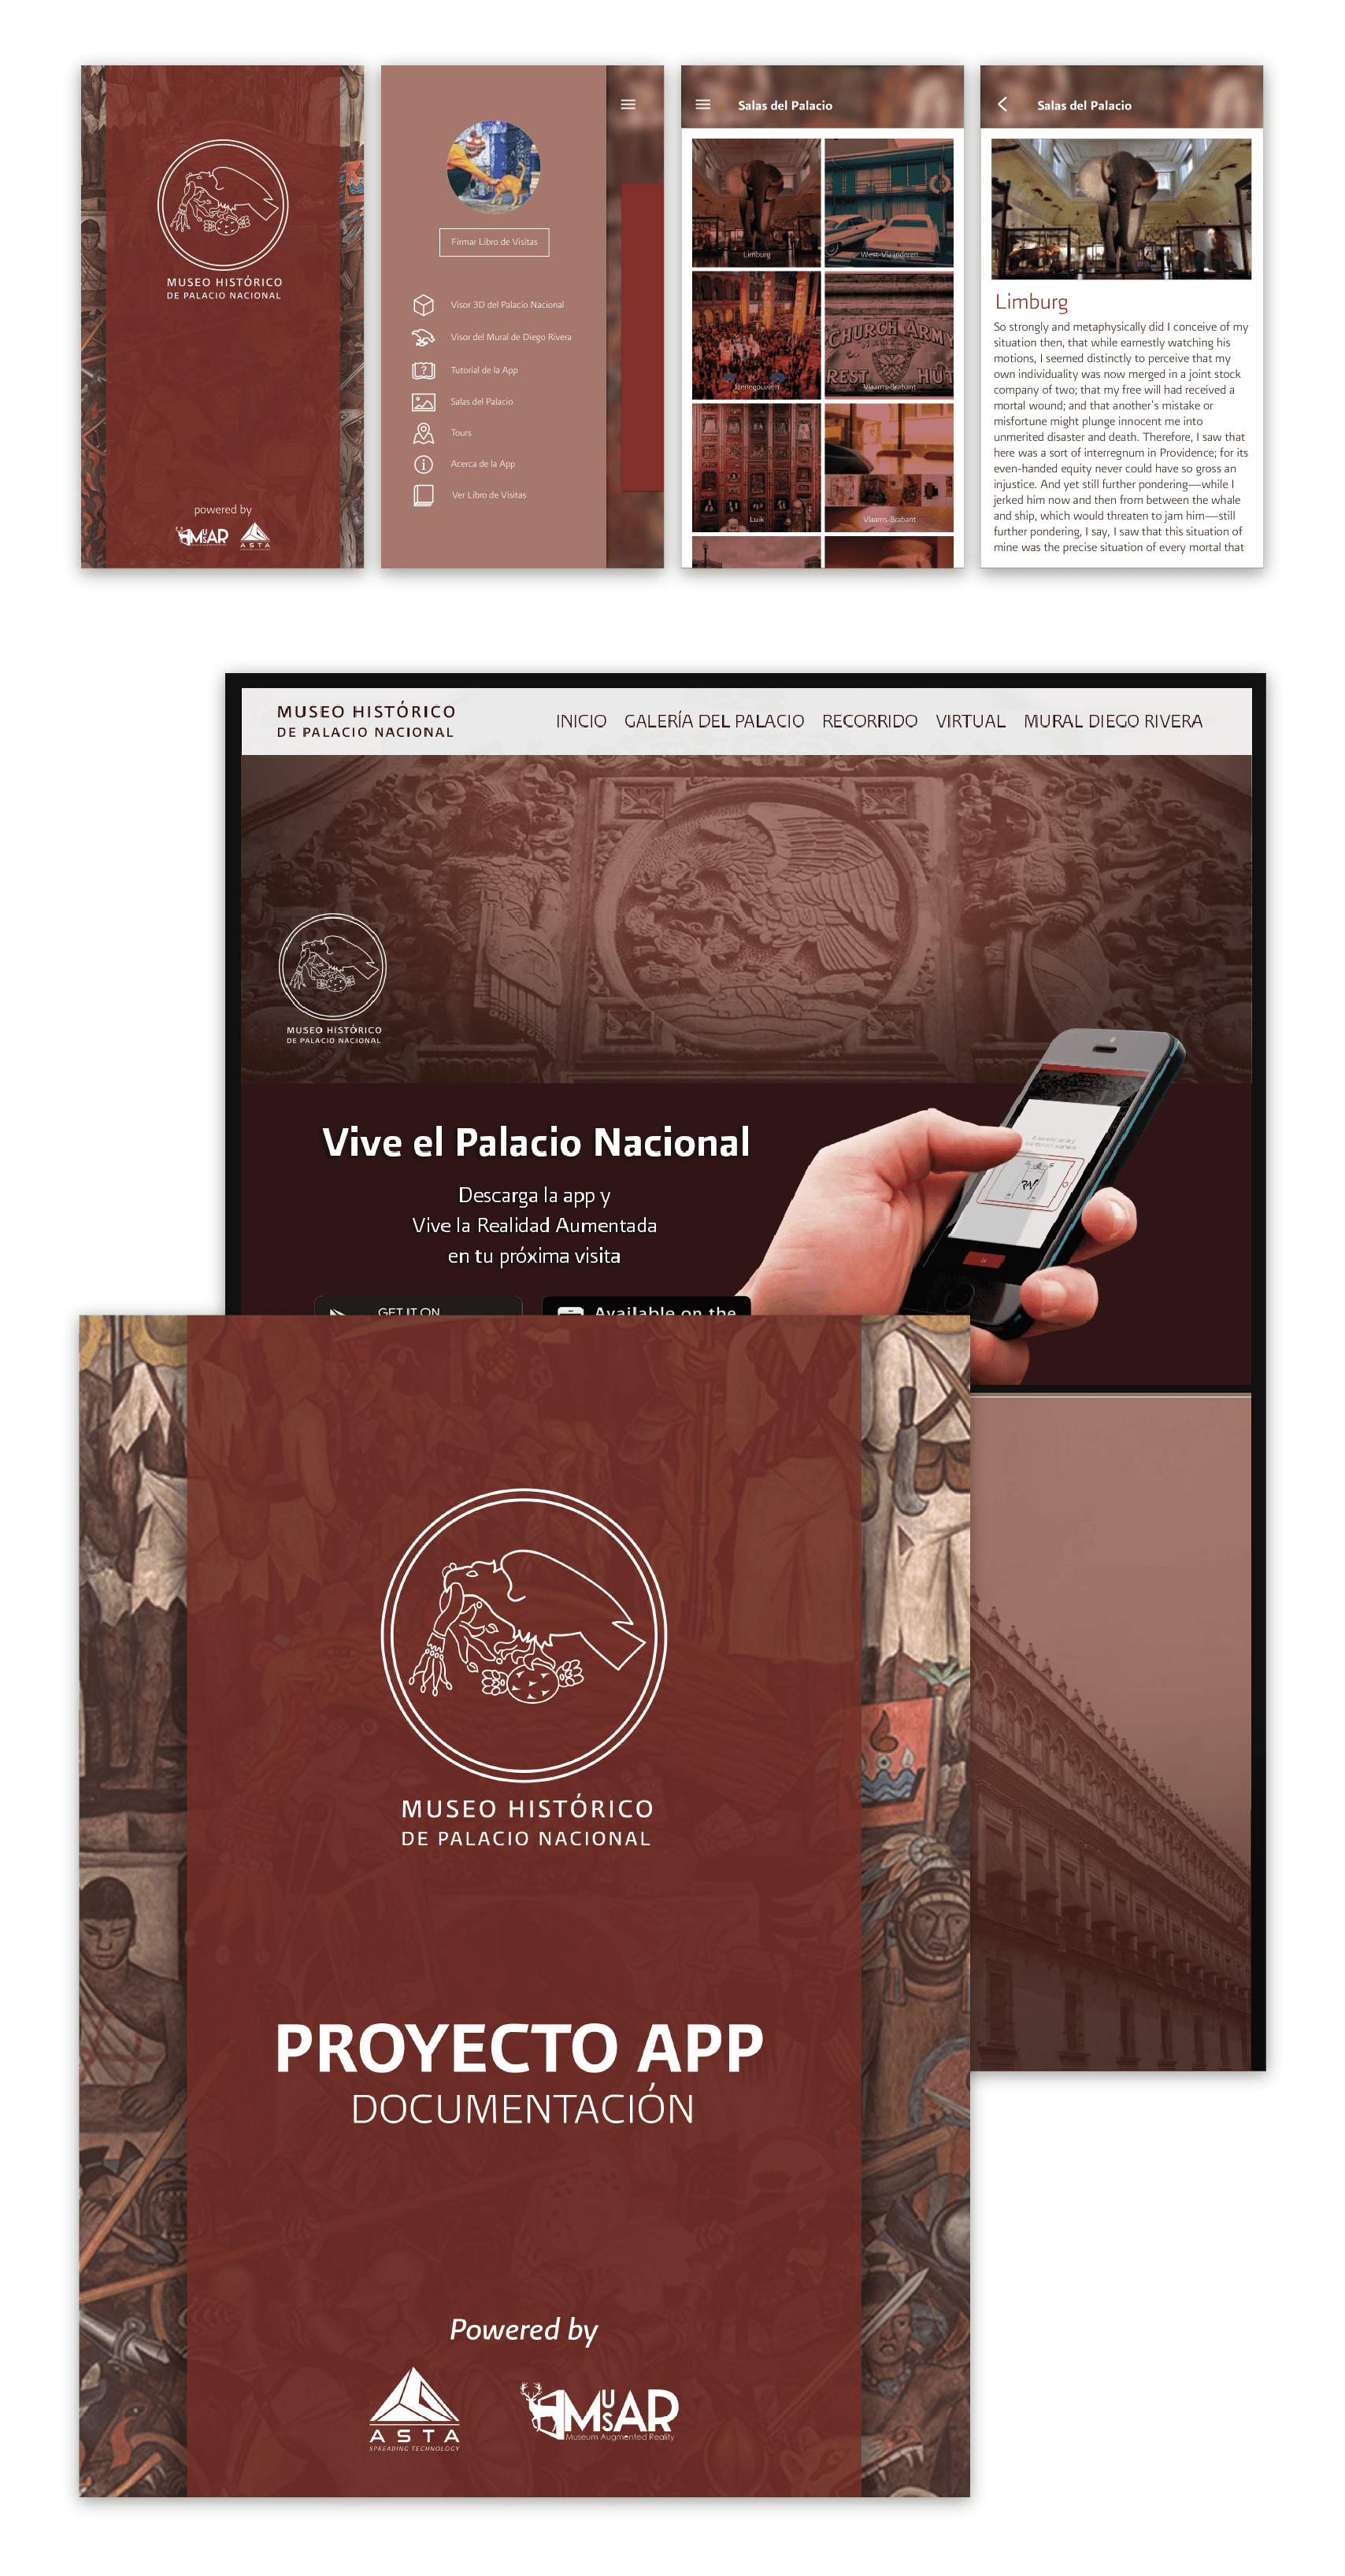 MUSEO HISTÓRICO
DE PALACIO NACIONAL
powered by
MUSAR
ASTA
Firmar Libro de Visitas
Visor 3D del Palacio Nacional
Visor del Mural de Diego Rivera
Tutorial de la App
Salas del Palacio
Tours
Acerca de la App
Ver Libro de Visitas
Salas del Palacio
Limburg
West-Vlaanderen
CHURCH ARMY
REST HUT
Henegouwen
Vlaams-Brabant
Luik
Vlaams-Brabant
Salas del Palacio
Limburg
So strongly and metaphysically did I conceive of my
situation then, that while earnestly watching his
motions, I seemed distinctly to perceive that my
own individuality was now merged in a joint stock
company of two; that my free will had received a
mortal wound; and that another's mistake or
misfortune might plunge innocent me into
unmerited disaster and death. Therefore, I saw that
here was a sort of interregnum in Providence; for its
even-handed equity never could have so gross an
injustice. And yet still further pondering—while I
jerked him now and then from between the whale
and ship, which would threaten to jam him—still
further pondering, I say, I saw that this situation of
mine was the precise situation of every mortal that
MUSEO HISTÓRICO
DE PALACIO NACIONAL
INICIO GALERÍA DEL PALACIO RECORRIDO VIRTUAL MURAL DIEGO RIVERA
MUSEO HISTÓRICO
DE PALACIO NACIONAL
Vive el Palacio Nacional
Descarga la app y
Vive la Realidad Aumentada
en tu próxima visita
GET IT ON
Available on the
MUSEO HISTÓRICO
DE PALACIO NACIONAL
PROYECTO APP
DOCUMENTACIÓN
Powered by
ASTA
SPREADING TECHNOLOGY
MUSAR
Museum Augmented Reality